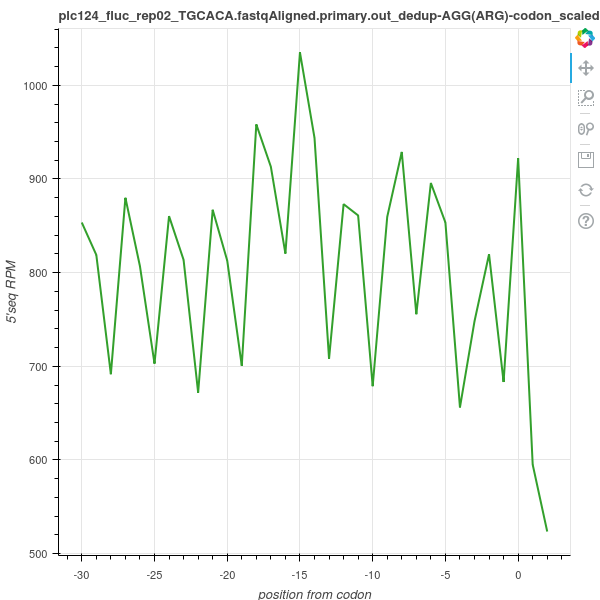 plc124_fluc_rep02_TGCACA.fastqAligned.primary.out_dedup-AGG(ARG)-codon_scaled
5'seq RPM
1000
900
800
700
600
500
-30 -25 -20 -15 -10 -5 0
position from codon